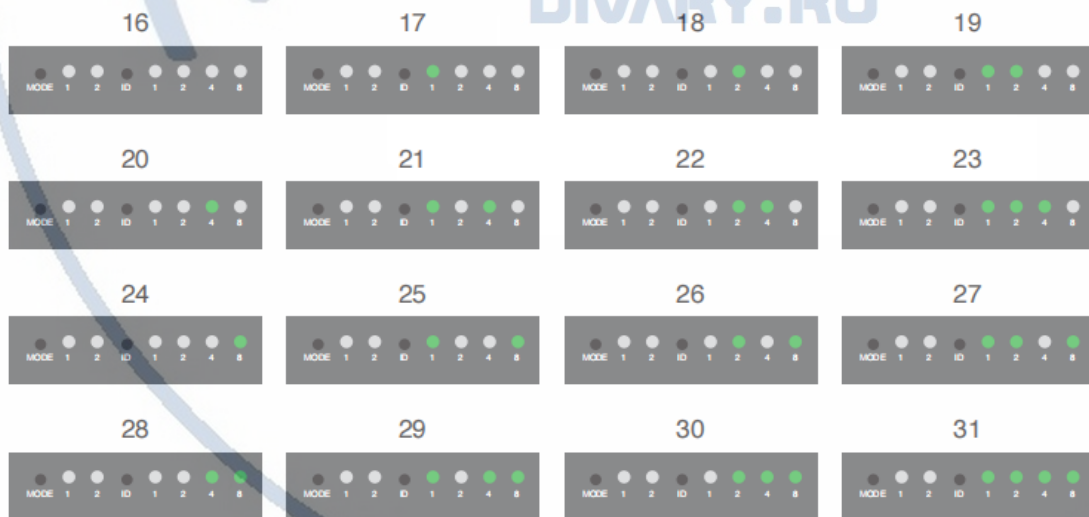 DIVARY.RU
16 17 18 19
MODE 1 2 ID 1 2 4 8 MODE 1 2 ID 1 2 4 8 MODE 1 2 ID 1 2 4 8 MODE 1 2 ID 1 2 4 8
20 21 22 23
MODE 1 2 ID 1 2 4 8 MODE 1 2 ID 1 2 4 8 MODE 1 2 ID 1 2 4 8 MODE 1 2 ID 1 2 4 8
24 25 26 27
MODE 1 2 ID 1 2 4 8 MODE 1 2 ID 1 2 4 8 MODE 1 2 ID 1 2 4 8 MODE 1 2 ID 1 2 4 8
28 29 30 31
MODE 1 2 ID 1 2 4 8 MODE 1 2 ID 1 2 4 8 MODE 1 2 ID 1 2 4 8 MODE 1 2 ID 1 2 4 8